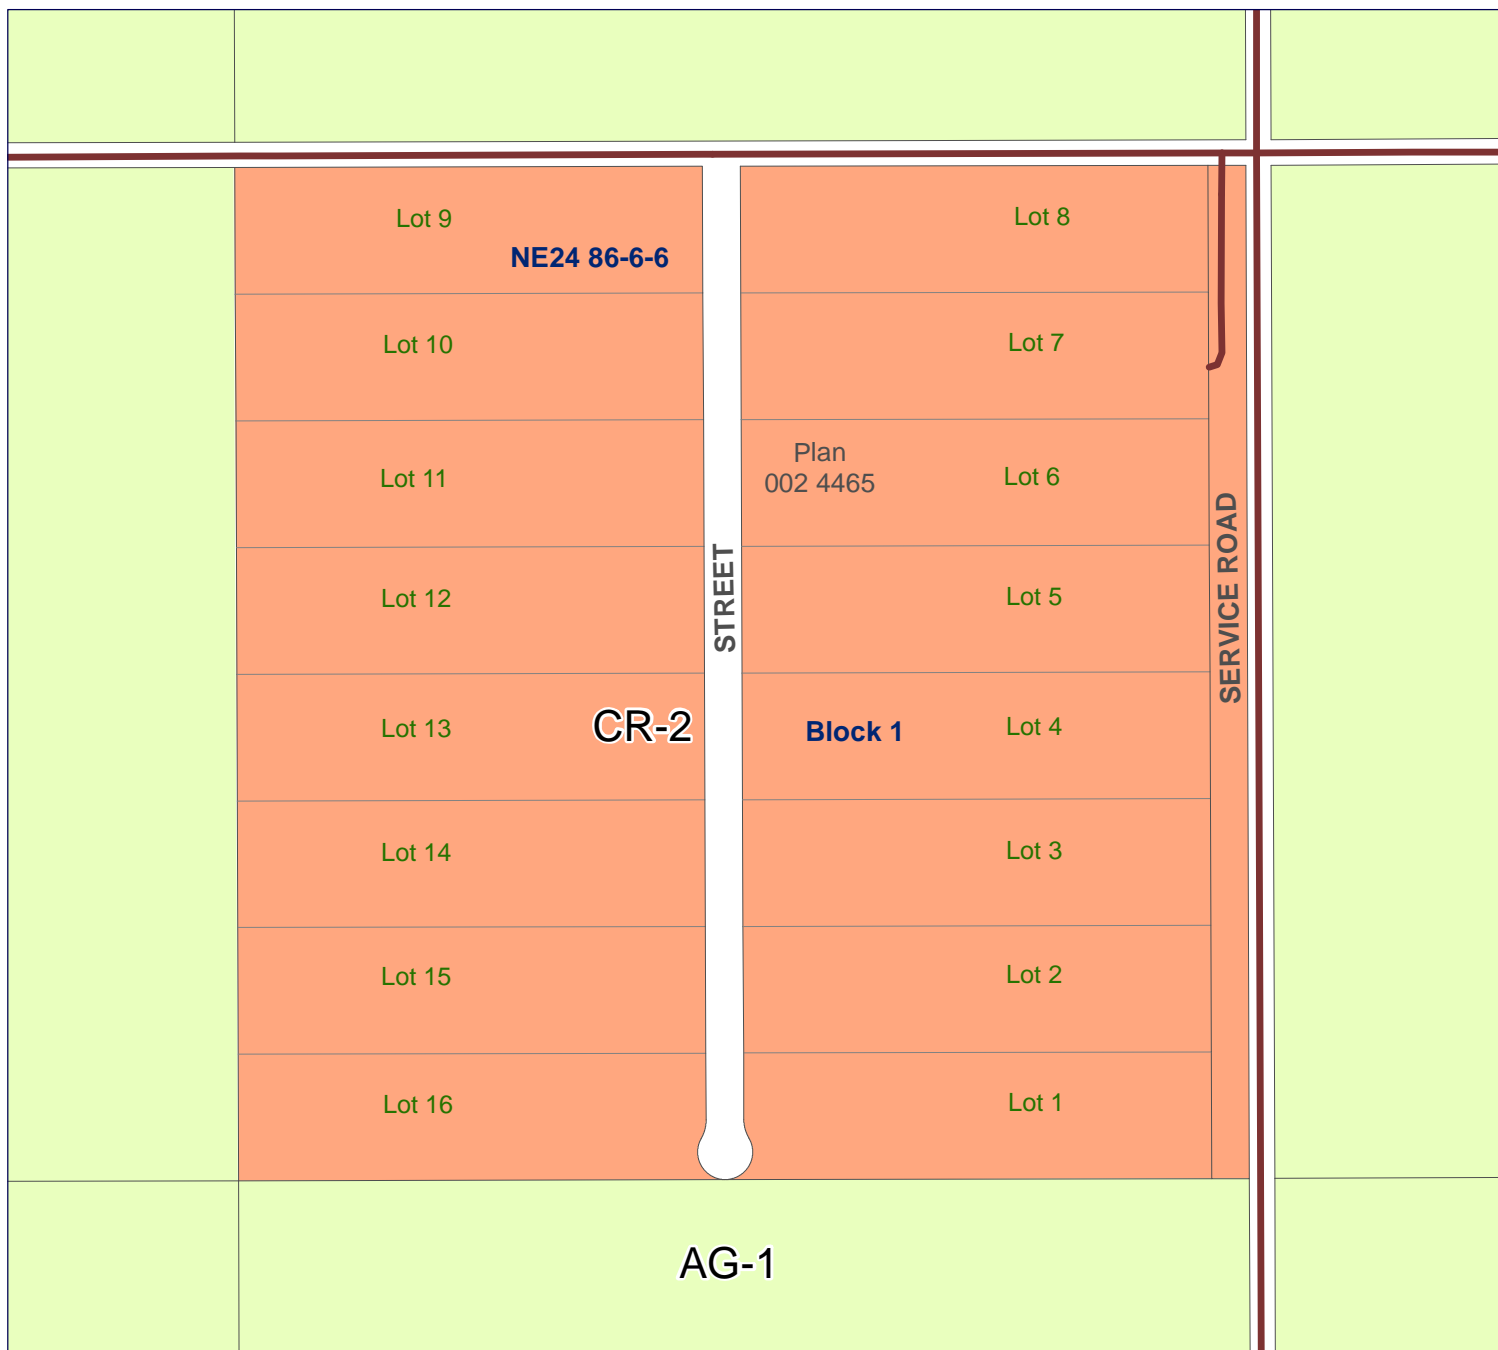 Lot 9
Lot 8
NE24 86-6-6
Lot 10
Lot 7
Plan
002 4465
Lot 11
Lot 6
SERVICE ROAD
STREET
Lot 12
Lot 5
Lot 13
CR-2
Block 1
Lot 4
Lot 14
Lot 3
Lot 15
Lot 2
Lot 16
Lot 1
AG-1